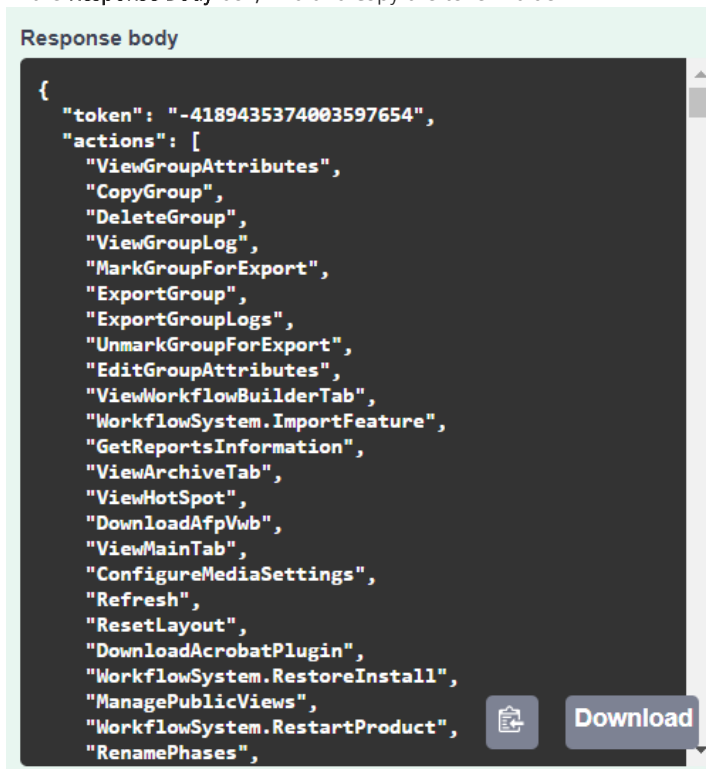 Response body
{
"token": "-4189435374003597654",
"actions": [
"ViewGroupAttributes",
"CopyGroup",
"DeleteGroup",
"ViewGroupLog",
"MarkGroupForExport",
"ExportGroup",
"ExportGroupLogs",
"UnmarkGroupForExport",
"EditGroupAttributes",
"ViewWorkflowBuilderTab",
"WorkflowSystem.ImportFeature",
"GetReportsInformation",
"ViewArchiveTab",
"ViewHotSpot",
"DownloadAfpVwb",
"ViewMainTab",
"ConfigureMediaSettings",
"Refresh",
"ResetLayout",
"DownloadAcrobatPlugin",
"WorkflowSystem.RestoreInstall",
"ManagePublicViews",
"WorkflowSystem.RestartProduct",
"RenamePhases",
Download